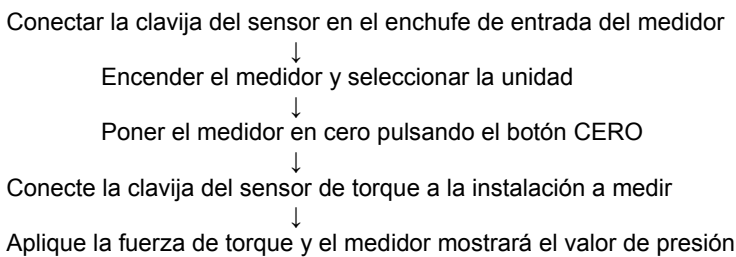 Conectar la clavija del sensor en el enchufe de entrada del medidor
↓
Encender el medidor y seleccionar la unidad
↓
Poner el medidor en cero pulsando el botón CERO
↓
Conecte la clavija del sensor de torque a la instalación a medir
↓
Aplique la fuerza de torque y el medidor mostrará el valor de presión